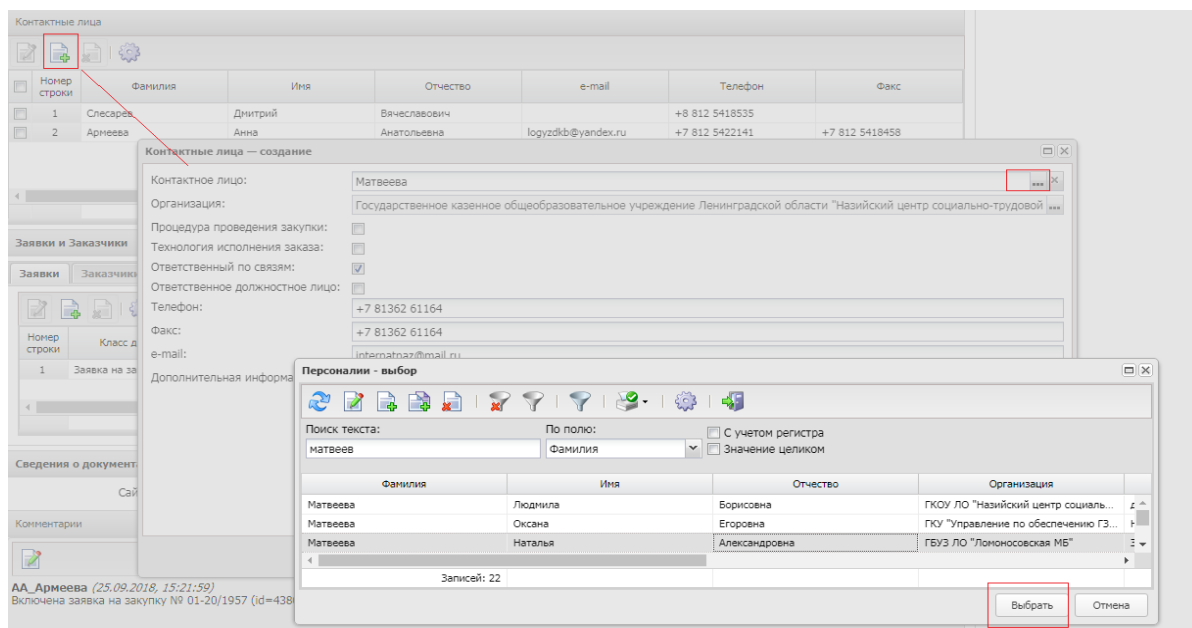 Контактные лица
Номер строки Фамилия Имя Отчество e-mail Телефон Факс
1 Слесарев Дмитрий Вячеславович +8 812 5418535
2 Армеева Анна Анатольевна logyzdkb@yandex.ru +7 812 5422141 +7 812 5418458
Контактные лица — создание
Контактное лицо: Матвеева ...
Организация: Государственное казенное общеобразовательное учреждение Ленинградской области "Назийский центр социально-трудовой ...
Процедура проведения закупки:
Технология исполнения заказа:
Ответственный по связям:
Ответственное должностное лицо:
Телефон: +7 81362 61164
Факс: +7 81362 61164
e-mail: internatnaz@mail.ru
Дополнительная информа
Заявки и Заказчики
Заявки Заказчики
Номер строки Класс д
1 Заявка на за
Сведения о документ
Сай
Комментарии
АА_Армеева (25.09.2018, 15:21:59)
Включена заявка на закупку № 01-20/1957 (id=438
Персоналии - выбор
Поиск текста: По полю: С учетом регистра
матвеев Фамилия Значение целиком
Фамилия Имя Отчество Организация
Матвеева Людмила Борисовна ГКОУ ЛО "Назийский центр социаль...
Матвеева Оксана Егоровна ГКУ "Управление по обеспечению ГЗ...
Матвеева Наталья Александровна ГБУЗ ЛО "Ломоносовская МБ"
Записей: 22
Выбрать Отмена